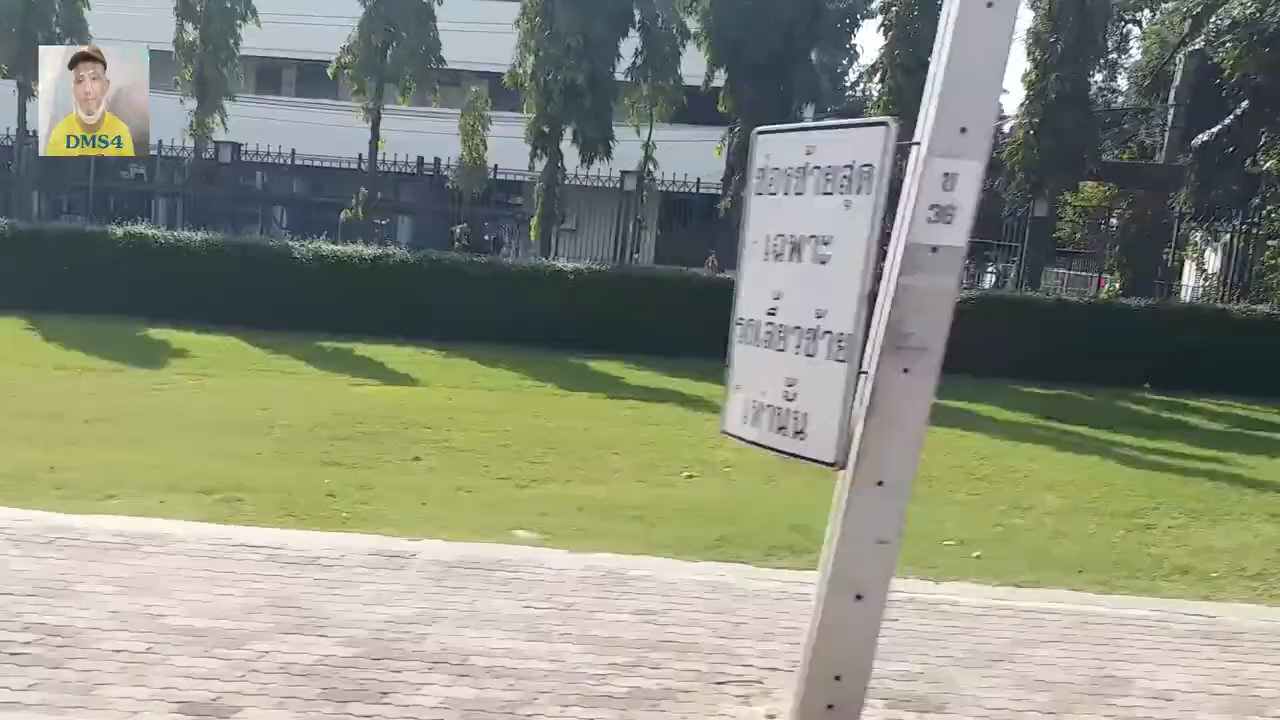 DMS4
ช่องซ้ายสุด
เฉพาะ
รถเลี้ยวซ้าย
เท่านั้น
ข
36